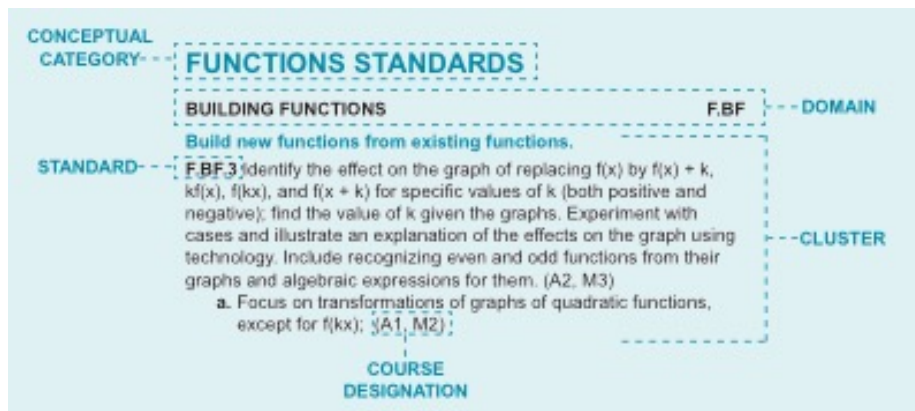 CONCEPTUAL
CATEGORY
FUNCTIONS STANDARDS
BUILDING FUNCTIONS F.BF
DOMAIN
Build new functions from existing functions.
STANDARD
F.BF.3 Identify the effect on the graph of replacing f(x) by f(x) + k,
kf(x), f(kx), and f(x + k) for specific values of k (both positive and
negative); find the value of k given the graphs. Experiment with
cases and illustrate an explanation of the effects on the graph using
technology. Include recognizing even and odd functions from their
graphs and algebraic expressions for them. (A2, M3)
a. Focus on transformations of graphs of quadratic functions,
except for f(kx); (A1, M2)
CLUSTER
COURSE
DESIGNATION